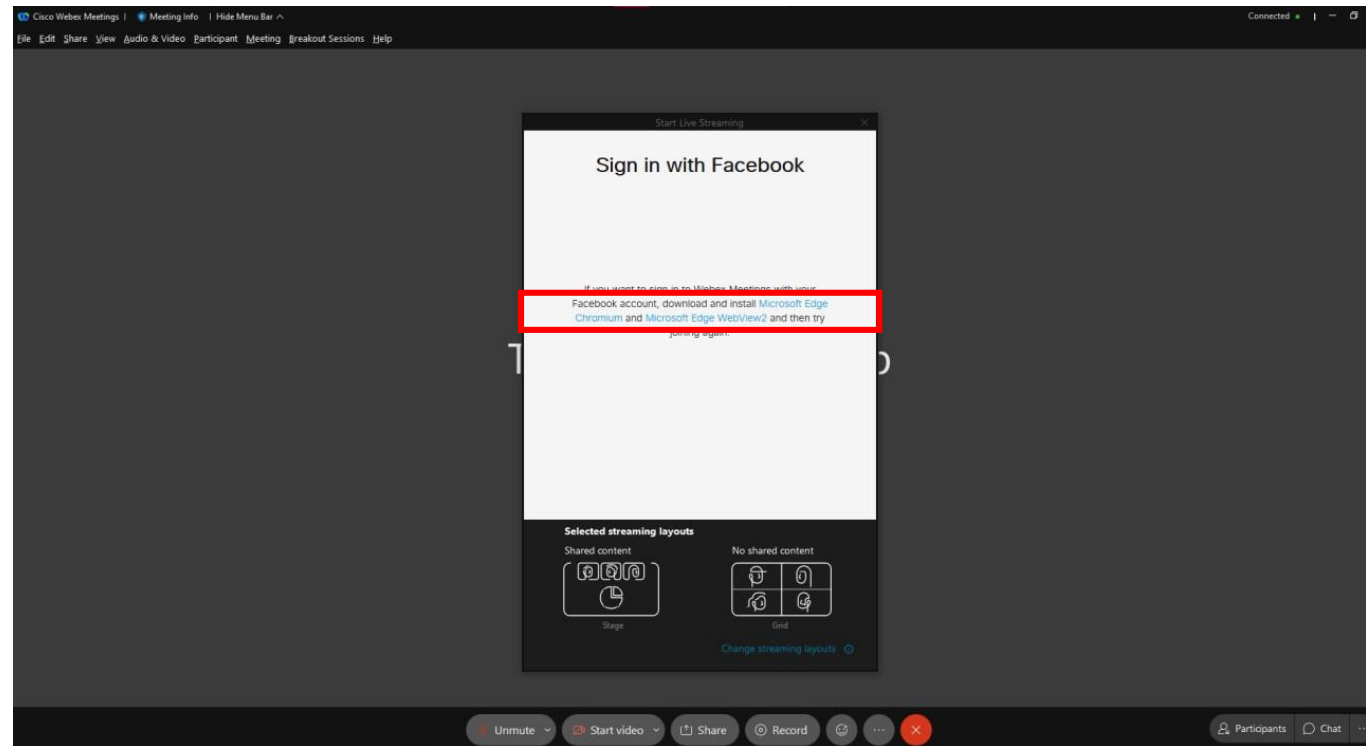 Cisco Webex Meetings | Meeting Info | Hide Menu Bar
Connected
File Edit Share View Audio & Video Participant Meeting Breakout Sessions Help
Start Live Streaming
Sign in with Facebook
If you want to sign in to Webex Meetings with your
Facebook account, download and install Microsoft Edge
Chromium and Microsoft Edge WebView2 and then try
joining again.
Selected streaming layouts
Shared content No shared content
Stage Grid
Change streaming layouts
Unmute Start video Share Record Participants Chat